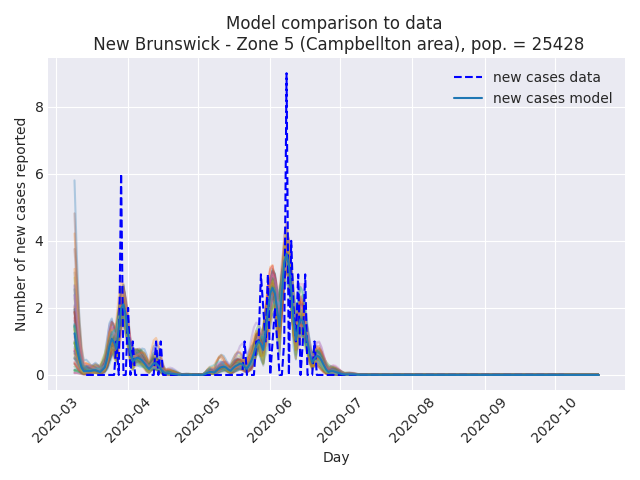 Model comparison to data
New Brunswick - Zone 5 (Campbellton area), pop. = 25428
new cases data
new cases model
Number of new cases reported
8
6
4
2
0
2020-03
2020-04
2020-05
2020-06
2020-07
2020-08
2020-09
2020-10
Day